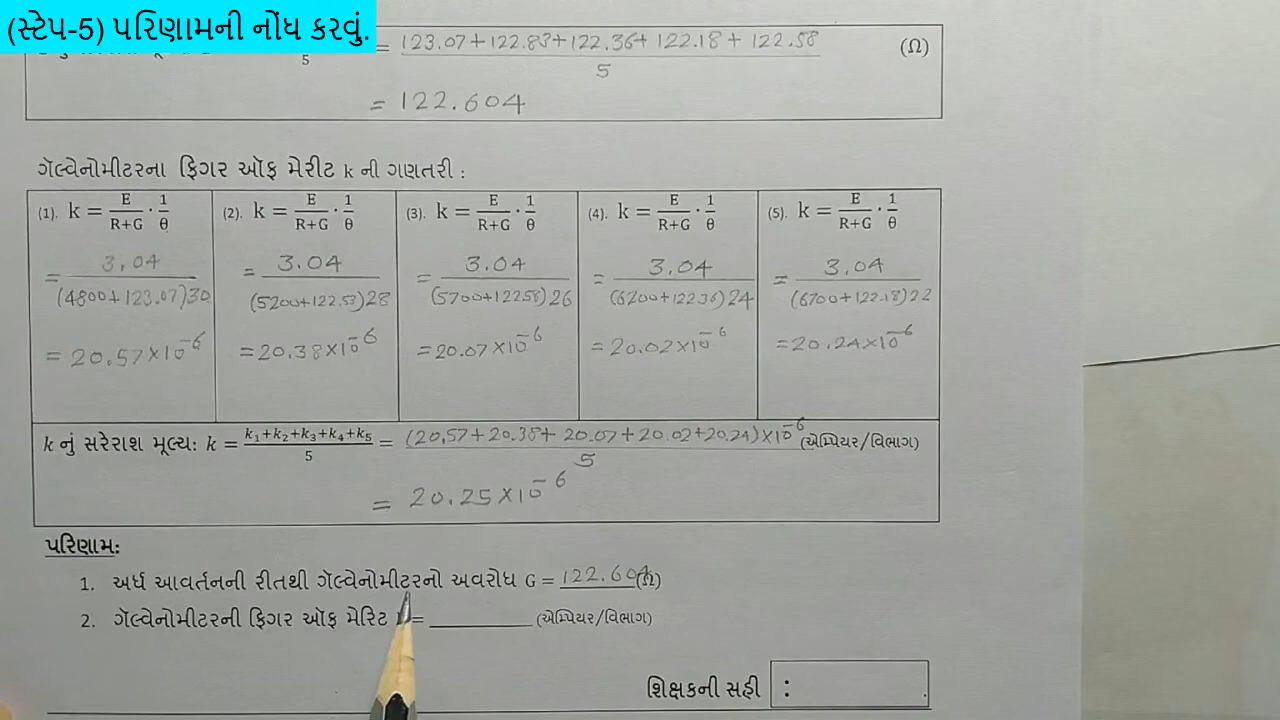 (સ્ટેપ-5) પરિણામની નોંધ કરવું.
5 = 123.07+122.83+122.36+122.18+122.58 / 5 (Ω)
= 122.604
ગૅલ્વેનોમીટરના ફિગર ઑફ મેરીટ k ની ગણતરી :
(1). k = E/R+G · 1/θ (2). k = E/R+G · 1/θ (3). k = E/R+G · 1/θ (4). k = E/R+G · 1/θ (5). k = E/R+G · 1/θ
= 3.04/(4800+123.07)30 = 3.04/(5200+122.53)28 = 3.04/(5700+12258)26 = 3.04/(6200+122.36)24 = 3.04/(6700+122.18)22
= 20.57×10⁻⁶ = 20.38×10⁻⁶ = 20.07×10⁻⁶ = 20.02×10⁻⁶ = 20.24×10⁻⁶
k નું સરેરાશ મૂલ્ય: k = k₁+k₂+k₃+k₄+k₅/5 = (20.57+20.38+20.07+20.02+20.24)×10⁻⁶/5 (એમ્પિયર/વિભાગ)
= 20.25×10⁻⁶
પરિણામ:
1. અર્ધ આવર્તનની રીતથી ગૅલ્વેનોમીટરનો અવરોધ G = 122.604 (Ω)
2. ગૅલ્વેનોમીટરની ફિગર ઑફ મેરિટ = ________ (એમ્પિયર/વિભાગ)
શિક્ષકની સહી :